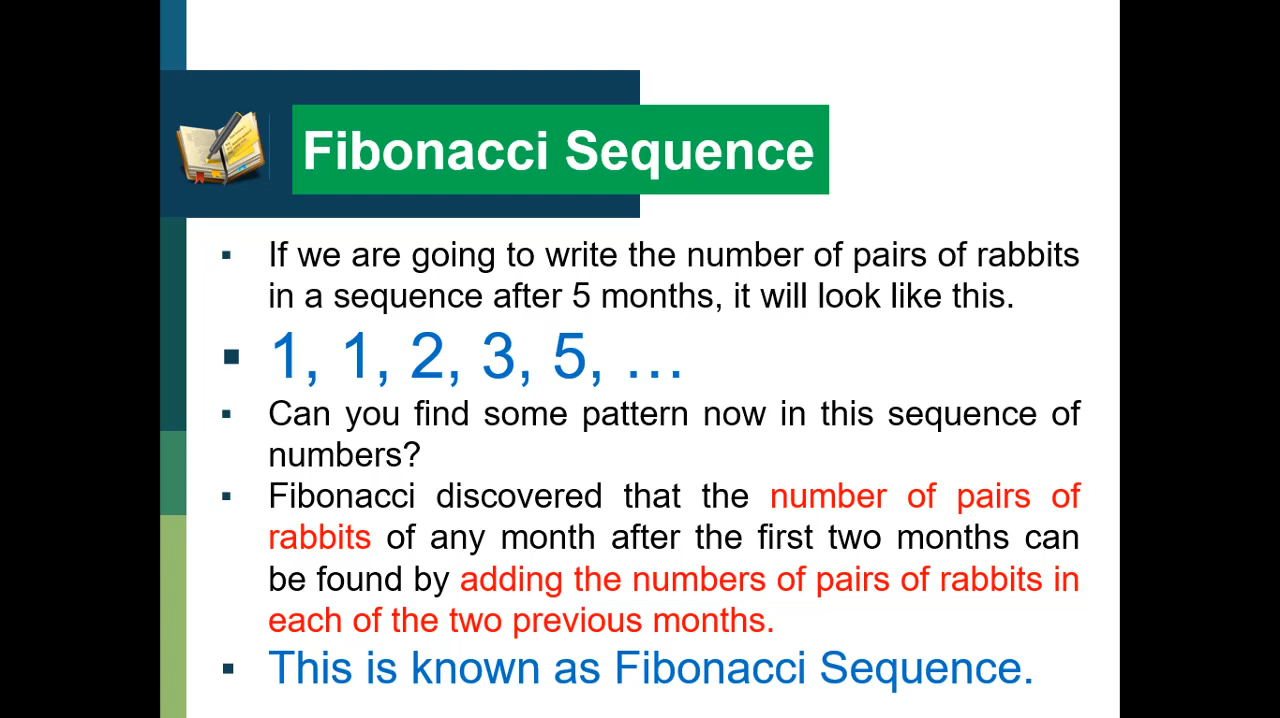 Fibonacci Sequence
▪ If we are going to write the number of pairs of rabbits
in a sequence after 5 months, it will look like this.
▪ 1, 1, 2, 3, 5, …
▪ Can you find some pattern now in this sequence of
numbers?
▪ Fibonacci discovered that the number of pairs of
rabbits of any month after the first two months can
be found by adding the numbers of pairs of rabbits in
each of the two previous months.
▪ This is known as Fibonacci Sequence.